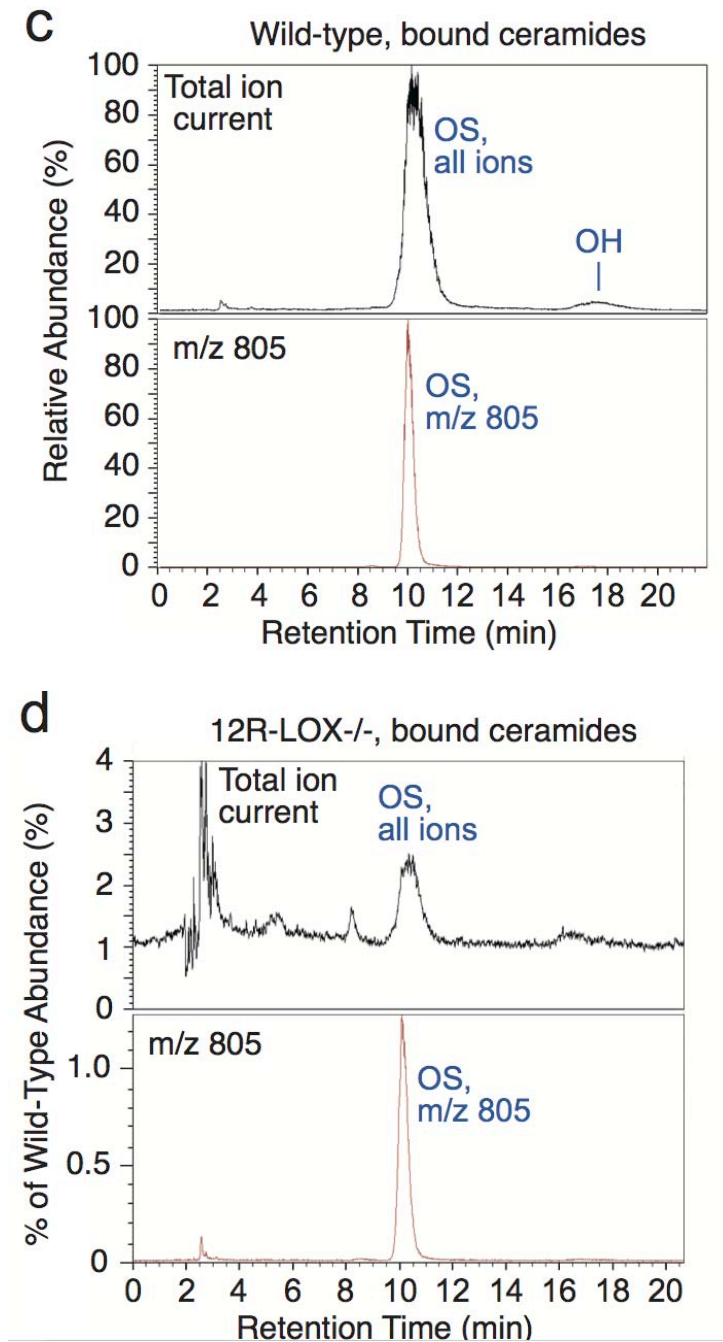 c
Wild-type, bound ceramides
Relative Abundance (%)
100
80
60
40
20
Total ion
current
OS,
all ions
OH
100
80
60
40
20
0
m/z 805
OS,
m/z 805
0 2 4 6 8 10 12 14 16 18 20
Retention Time (min)
d
12R-LOX-/-, bound ceramides
% of Wild-Type Abundance (%)
4
3
2
1
0
Total ion
current
OS,
all ions
1.0
0.5
0
m/z 805
OS,
m/z 805
0 2 4 6 8 10 12 14 16 18 20
Retention Time (min)